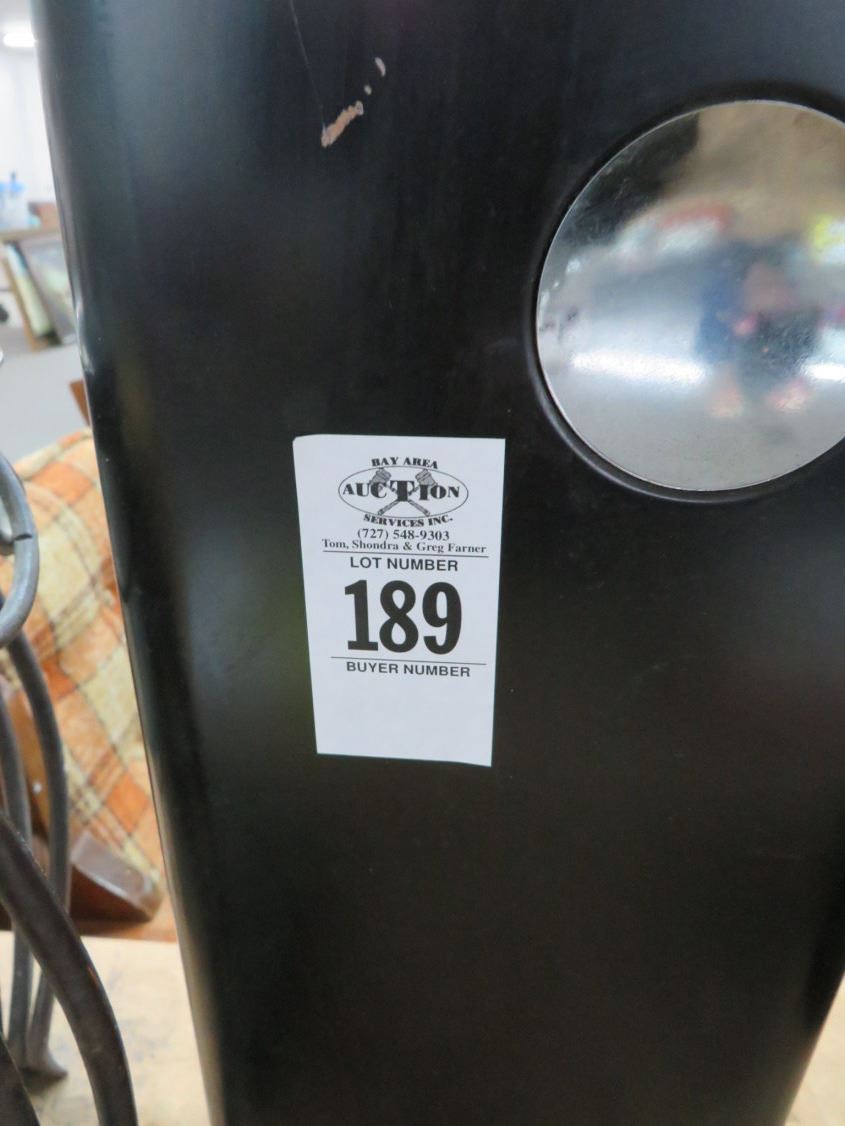 BAY AREA
AUCTION
SERVICES INC.
(727) 548-9303
Tom, Shondra & Greg Farner
LOT NUMBER
189
BUYER NUMBER